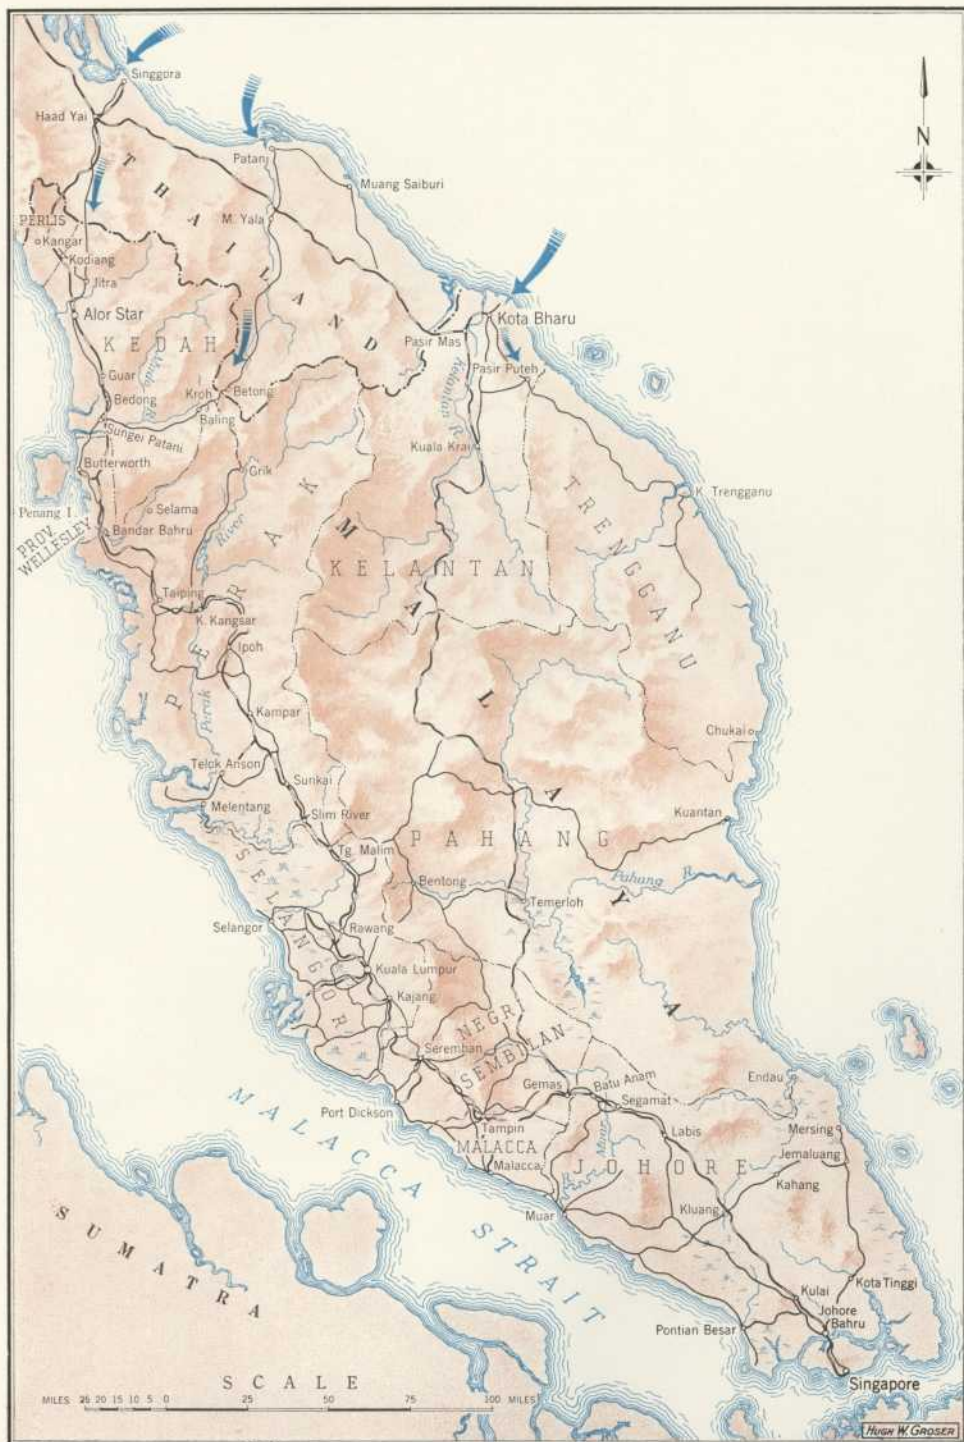 Singgora
Haad Yai
N
Patani
Muang Saiburi
THAILAND
PERLIS
M. Yala
Kangar
Kodiang
Jitra
Alor Star
Kota Bharu
KEDAH
Pasir Mas
Pasir Puteh
Guar
Muda R.
Kroh
Betong
Kelantan R.
Bedong
Baling
Sungei Patani
Kuala Krai
Butterworth
Grik
K. Trengganu
Penang I.
Selama
PROV.
WELLESLEY
Bandar Bahru
River
PERAK
MALAYA
KELANTAN
TRENGGANU
Taiping
K. Kangsar
Ipoh
Perak
Kampar
Chukai
Telok Anson
Sunkai
Melentang
Slim River
Kuantan
Tg. Malim
PAHANG
SELANGOR
Bentong
Pahang R.
Temerloh
Selangor
Rawang
Kuala Lumpur
Kajang
NEGRI
SEMBILAN
Seremban
Gemas
Batu Anam
Endau
Segamat
Port Dickson
Tampin
Muar R
Labis
Mersing
MALACCA
Malacca
JOHORE
Jemaluang
Kahang
Muar
Kluang
MALACCA STRAIT
SUMATRA
Kota Tinggi
Kulai
Johore
Bahru
Pontian Besar
Singapore
SCALE
MILES 25 20 15 10 5 0 25 50 75 100 MILES
HUGH W. GROSER